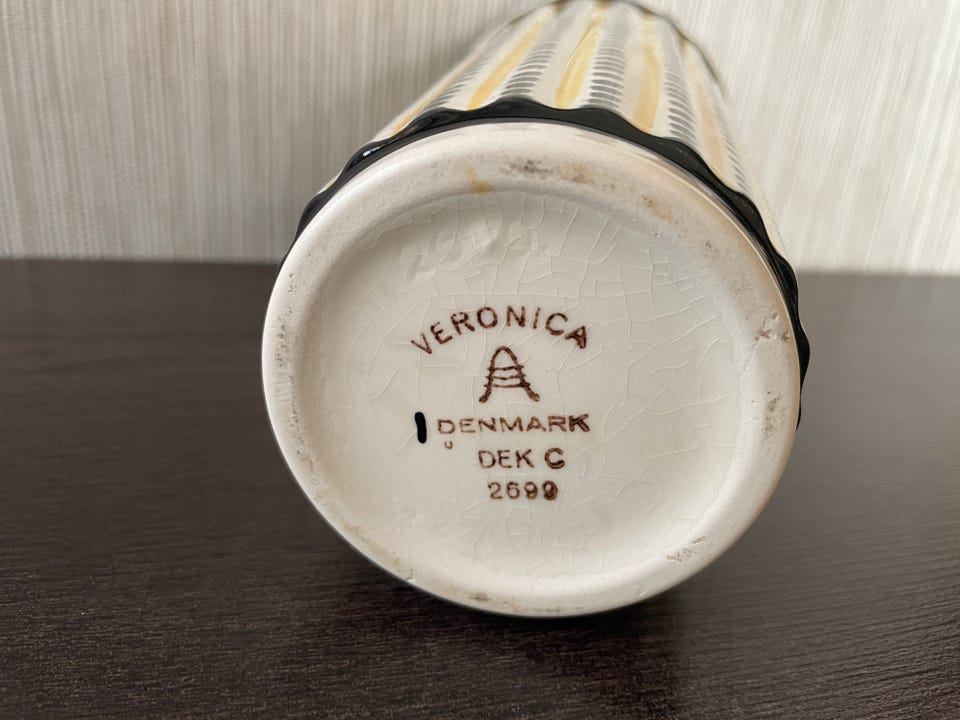 VERONICA
DENMARK
U
DEK C
2699